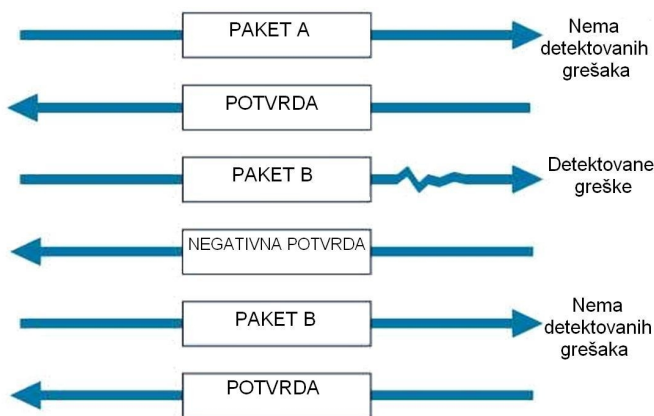 PAKET A
Nema
detektovanih
grešaka
POTVRDA
PAKET B
Detektovane
greške
NEGATIVNA POTVRDA
PAKET B
Nema
detektovanih
grešaka
POTVRDA